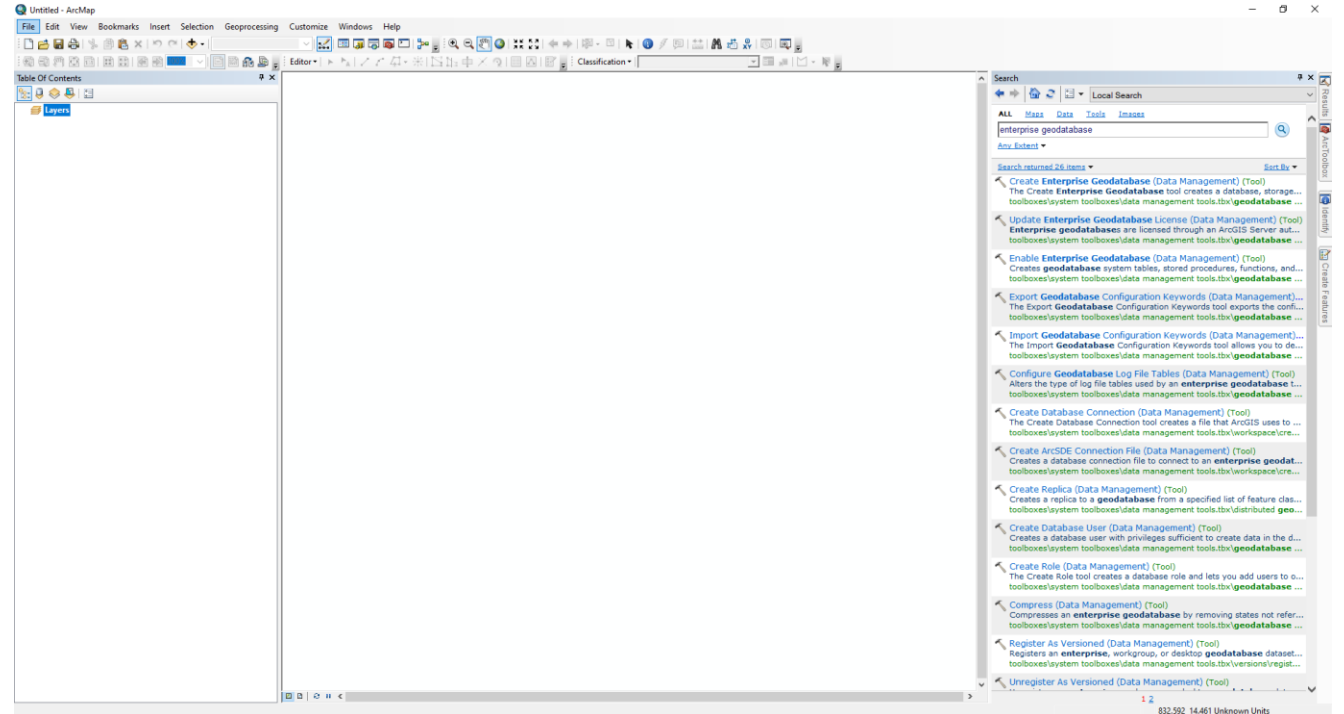 Untitled - ArcMap
File Edit View Bookmarks Insert Selection Geoprocessing Customize Windows Help
Editor Classification
Table Of Contents
Layers
Search
Local Search
ALL Maps Data Tools Images
enterprise geodatabase
Any Extent
Search returned 26 items Sort By
Create Enterprise Geodatabase (Data Management) (Tool)
The Create Enterprise Geodatabase tool creates a database, storage...
toolboxes\system toolboxes\data management tools.tbx\geodatabase ...
Update Enterprise Geodatabase License (Data Management) (Tool)
Enterprise geodatabases are licensed through an ArcGIS Server aut...
toolboxes\system toolboxes\data management tools.tbx\geodatabase ...
Enable Enterprise Geodatabase (Data Management) (Tool)
Creates geodatabase system tables, stored procedures, functions, and...
toolboxes\system toolboxes\data management tools.tbx\geodatabase ...
Export Geodatabase Configuration Keywords (Data Management)...
The Export Geodatabase Configuration Keywords tool exports the confi...
toolboxes\system toolboxes\data management tools.tbx\geodatabase ...
Import Geodatabase Configuration Keywords (Data Management)...
The Import Geodatabase Configuration Keywords tool allows you to de...
toolboxes\system toolboxes\data management tools.tbx\geodatabase ...
Configure Geodatabase Log File Tables (Data Management) (Tool)
Alters the type of log file tables used by an enterprise geodatabase t...
toolboxes\system toolboxes\data management tools.tbx\geodatabase ...
Create Database Connection (Data Management) (Tool)
The Create Database Connection tool creates a file that ArcGIS uses to ...
toolboxes\system toolboxes\data management tools.tbx\workspace\cre...
Create ArcSDE Connection File (Data Management) (Tool)
Creates a database connection file to connect to an enterprise geodat...
toolboxes\system toolboxes\data management tools.tbx\workspace\cre...
Create Replica (Data Management) (Tool)
Creates a replica to a geodatabase from a specified list of feature clas...
toolboxes\system toolboxes\data management tools.tbx\distributed geo...
Create Database User (Data Management) (Tool)
Creates a database user with privileges sufficient to create data in the d...
toolboxes\system toolboxes\data management tools.tbx\geodatabase ...
Create Role (Data Management) (Tool)
The Create Role tool creates a database role and lets you add users to o...
toolboxes\system toolboxes\data management tools.tbx\geodatabase ...
Compress (Data Management) (Tool)
Compresses an enterprise geodatabase by removing states not refer...
toolboxes\system toolboxes\data management tools.tbx\geodatabase ...
Register As Versioned (Data Management) (Tool)
Registers an enterprise, workgroup, or desktop geodatabase dataset...
toolboxes\system toolboxes\data management tools.tbx\versions\regist...
Unregister As Versioned (Data Management) (Tool)
1 2
832.592 14.461 Unknown Units
Results
ArcToolbox
Identify
Create Features